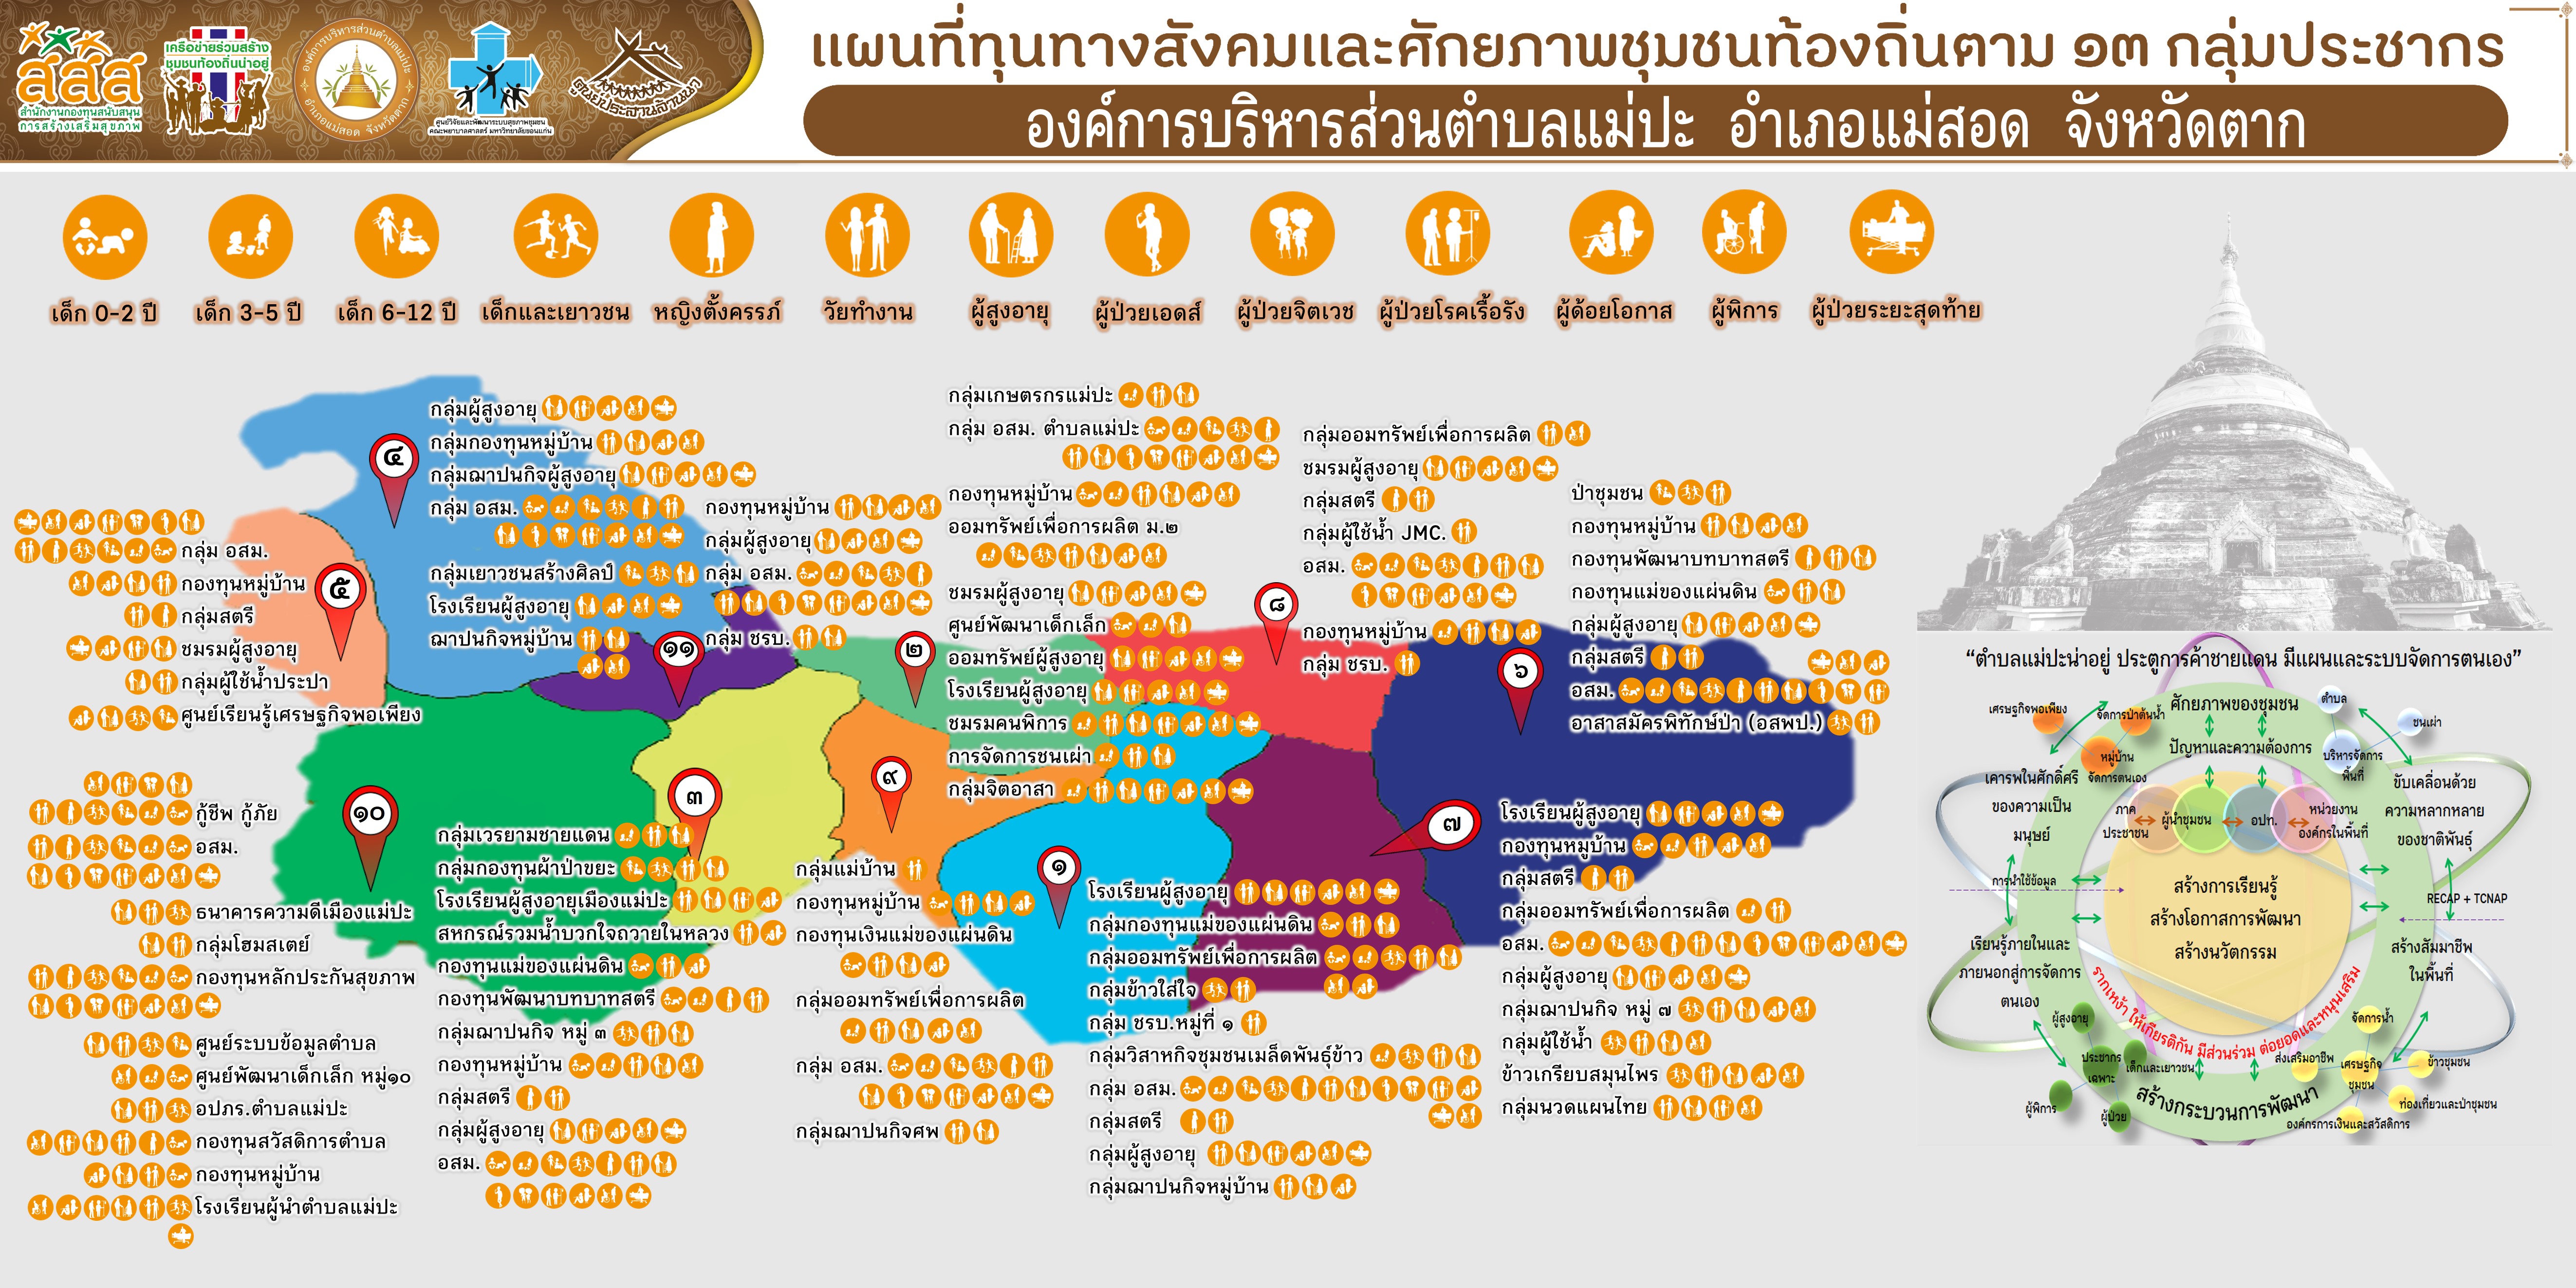 สสส
สำนักงานกองทุนสนับสนุน
การสร้างเสริมสุขภาพ
เครือข่ายร่วมสร้าง
ชุมชนท้องถิ่นน่าอยู่
องค์การบริหารส่วนตำบลแม่ปะ
อำเภอแม่สอด จังหวัดตาก
ศูนย์วิจัยและพัฒนาระบบสุขภาพชุมชน
คณะพยาบาลศาสตร์ มหาวิทยาลัยขอนแก่น
ศูนย์ประสานล้านนา
แผนที่ทุนทางสังคมและศักยภาพชุมชนท้องถิ่นตาม ๑๓ กลุ่มประชากร
องค์การบริหารส่วนตำบลแม่ปะ อำเภอแม่สอด จังหวัดตาก
เด็ก 0-2 ปี
เด็ก 3-5 ปี
เด็ก 6-12 ปี
เด็กและเยาวชน
หญิงตั้งครรภ์
วัยทำงาน
ผู้สูงอายุ
ผู้ป่วยเอดส์
ผู้ป่วยจิตเวช
ผู้ป่วยโรคเรื้อรัง
ผู้ด้อยโอกาส
ผู้พิการ
ผู้ป่วยระยะสุดท้าย
๔
กลุ่มผู้สูงอายุ
กลุ่มกองทุนหมู่บ้าน
กลุ่มฌาปนกิจผู้สูงอายุ
กลุ่ม อสม.
กลุ่มเยาวชนสร้างศิลป์
โรงเรียนผู้สูงอายุ
ฌาปนกิจหมู่บ้าน
๕
กลุ่ม อสม.
กองทุนหมู่บ้าน
กลุ่มสตรี
ชมรมผู้สูงอายุ
กลุ่มผู้ใช้น้ำประปา
ศูนย์เรียนรู้เศรษฐกิจพอเพียง
๑๑
กองทุนหมู่บ้าน
กลุ่มผู้สูงอายุ
กลุ่ม อสม.
กลุ่ม ชรบ.
๒
กลุ่มเกษตรกรแม่ปะ
กลุ่ม อสม. ตำบลแม่ปะ
กองทุนหมู่บ้าน
ออมทรัพย์เพื่อการผลิต ม.๒
ชมรมผู้สูงอายุ
ศูนย์พัฒนาเด็กเล็ก
ออมทรัพย์ผู้สูงอายุ
โรงเรียนผู้สูงอายุ
ชมรมคนพิการ
การจัดการชนเผ่า
กลุ่มจิตอาสา
๘
กลุ่มออมทรัพย์เพื่อการผลิต
ชมรมผู้สูงอายุ
กลุ่มสตรี
กลุ่มผู้ใช้น้ำ JMC.
อสม.
กองทุนหมู่บ้าน
กลุ่ม ชรบ.
๖
ป่าชุมชน
กองทุนหมู่บ้าน
กองทุนพัฒนาบทบาทสตรี
กองทุนแม่ของแผ่นดิน
กลุ่มผู้สูงอายุ
กลุ่มสตรี
อสม.
อาสาสมัครพิทักษ์ป่า (อสพป.)
๑๐
กู้ชีพ กู้ภัย
อสม.
ธนาคารความดีเมืองแม่ปะ
กลุ่มโฮมสเตย์
กองทุนหลักประกันสุขภาพ
ศูนย์ระบบข้อมูลตำบล
ศูนย์พัฒนาเด็กเล็ก หมู่๑๐
อปภร.ตำบลแม่ปะ
กองทุนสวัสดิการตำบล
กองทุนหมู่บ้าน
โรงเรียนผู้นำตำบลแม่ปะ
๓
กลุ่มเวรยามชายแดน
กลุ่มกองทุนผ้าป่าขยะ
โรงเรียนผู้สูงอายุเมืองแม่ปะ
สหกรณ์รวมน้ำบวกใจถวายในหลวง
กองทุนแม่ของแผ่นดิน
กองทุนพัฒนาบทบาทสตรี
กลุ่มฌาปนกิจ หมู่ ๓
กองทุนหมู่บ้าน
กลุ่มสตรี
กลุ่มผู้สูงอายุ
อสม.
๙
กลุ่มแม่บ้าน
กองทุนหมู่บ้าน
กองทุนเงินแม่ของแผ่นดิน
กลุ่มออมทรัพย์เพื่อการผลิต
กลุ่ม อสม.
กลุ่มฌาปนกิจศพ
๑
โรงเรียนผู้สูงอายุ
กลุ่มกองทุนแม่ของแผ่นดิน
กลุ่มออมทรัพย์เพื่อการผลิต
กลุ่มข้าวใส่ใจ
กลุ่ม ชรบ.หมู่ที่ ๑
กลุ่มวิสาหกิจชุมชนเมล็ดพันธุ์ข้าว
กลุ่ม อสม.
กลุ่มสตรี
กลุ่มผู้สูงอายุ
กลุ่มฌาปนกิจหมู่บ้าน
๗
โรงเรียนผู้สูงอายุ
กองทุนหมู่บ้าน
กลุ่มสตรี
กลุ่มออมทรัพย์เพื่อการผลิต
อสม.
กลุ่มผู้สูงอายุ
กลุ่มฌาปนกิจ หมู่ ๗
กลุ่มผู้ใช้น้ำ
ข้าวเกรียบสมุนไพร
กลุ่มนวดแผนไทย
“ตำบลแม่ปะน่าอยู่ ประตูการค้าชายแดน มีแผนและระบบจัดการตนเอง”
เศรษฐกิจพอเพียง
จัดการป่าต้นน้ำ
หมู่บ้าน
จัดการตนเอง
ศักยภาพของชุมชน
ปัญหาและความต้องการ
ตำบล
ชนเผ่า
บริหารจัดการ
พื้นที่
เคารพในศักดิ์ศรี
ของความเป็น
มนุษย์
ขับเคลื่อนด้วย
ความหลากหลาย
ของชาติพันธุ์
ภาค
ประชาชน
ผู้นำชุมชน
อปท.
หน่วยงาน
องค์กรในพื้นที่
การนำใช้ข้อมูล
RECAP + TCNAP
สร้างการเรียนรู้
สร้างโอกาสการพัฒนา
สร้างนวัตกรรม
เรียนรู้ภายในและ
ภายนอกสู่การจัดการ
ตนเอง
สร้างสัมมาชีพ
ในพื้นที่
รากเหง้า ให้เกียรติกัน มีส่วนร่วม ต่อยอดและหนุนเสริม
ผู้สูงอายุ
ประชากร
เฉพาะ
เด็กและเยาวชน
ผู้พิการ
ผู้ป่วย
สร้างกระบวนการพัฒนา
จัดการน้ำ
ส่งเสริมอาชีพ
เศรษฐกิจ
ชุมชน
ข้าวชุมชน
ท่องเที่ยวและป่าชุมชน
องค์กรการเงินและสวัสดิการ